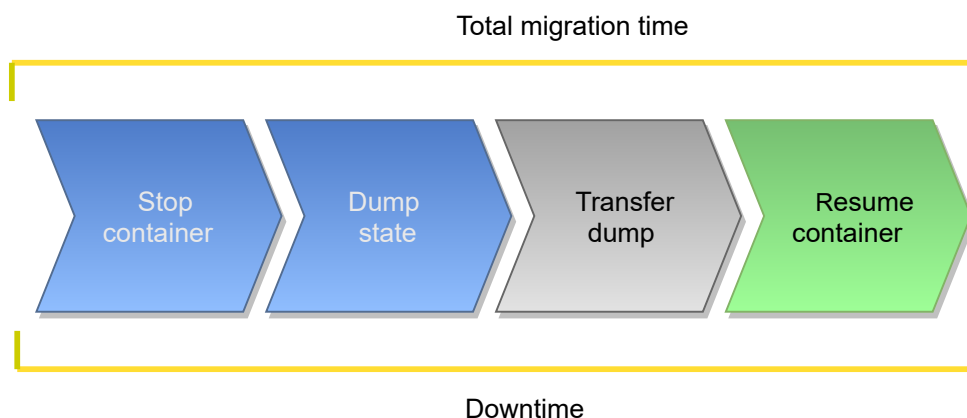 Total migration time
Stop
container
Dump
state
Transfer
dump
Resume
container
Downtime